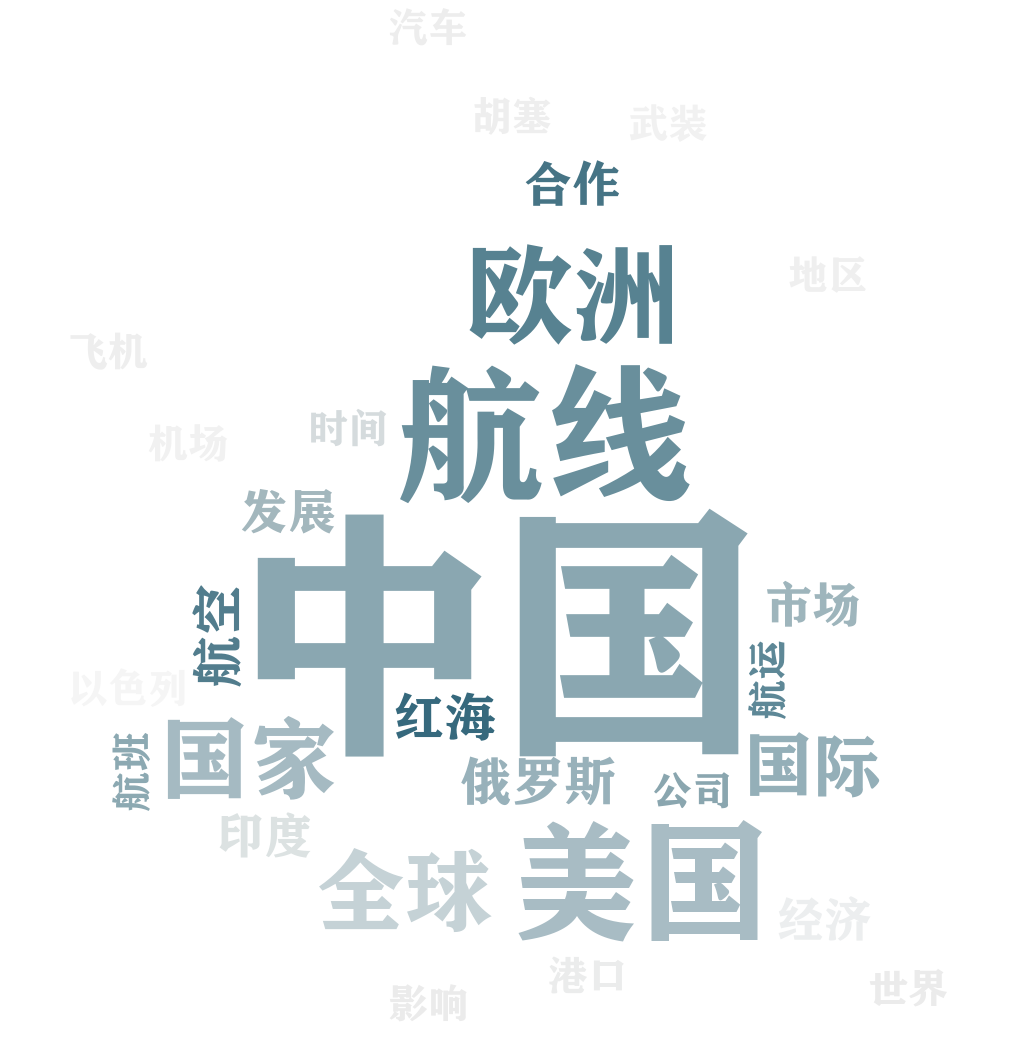 汽车
胡塞
武装
合作
欧洲
地区
飞机
航线
时间
机场
发展
中国
航空
市场
航运
以色列
红海
国家
航班
俄罗斯
公司
国际
印度
全球
美国
经济
港口
影响
世界